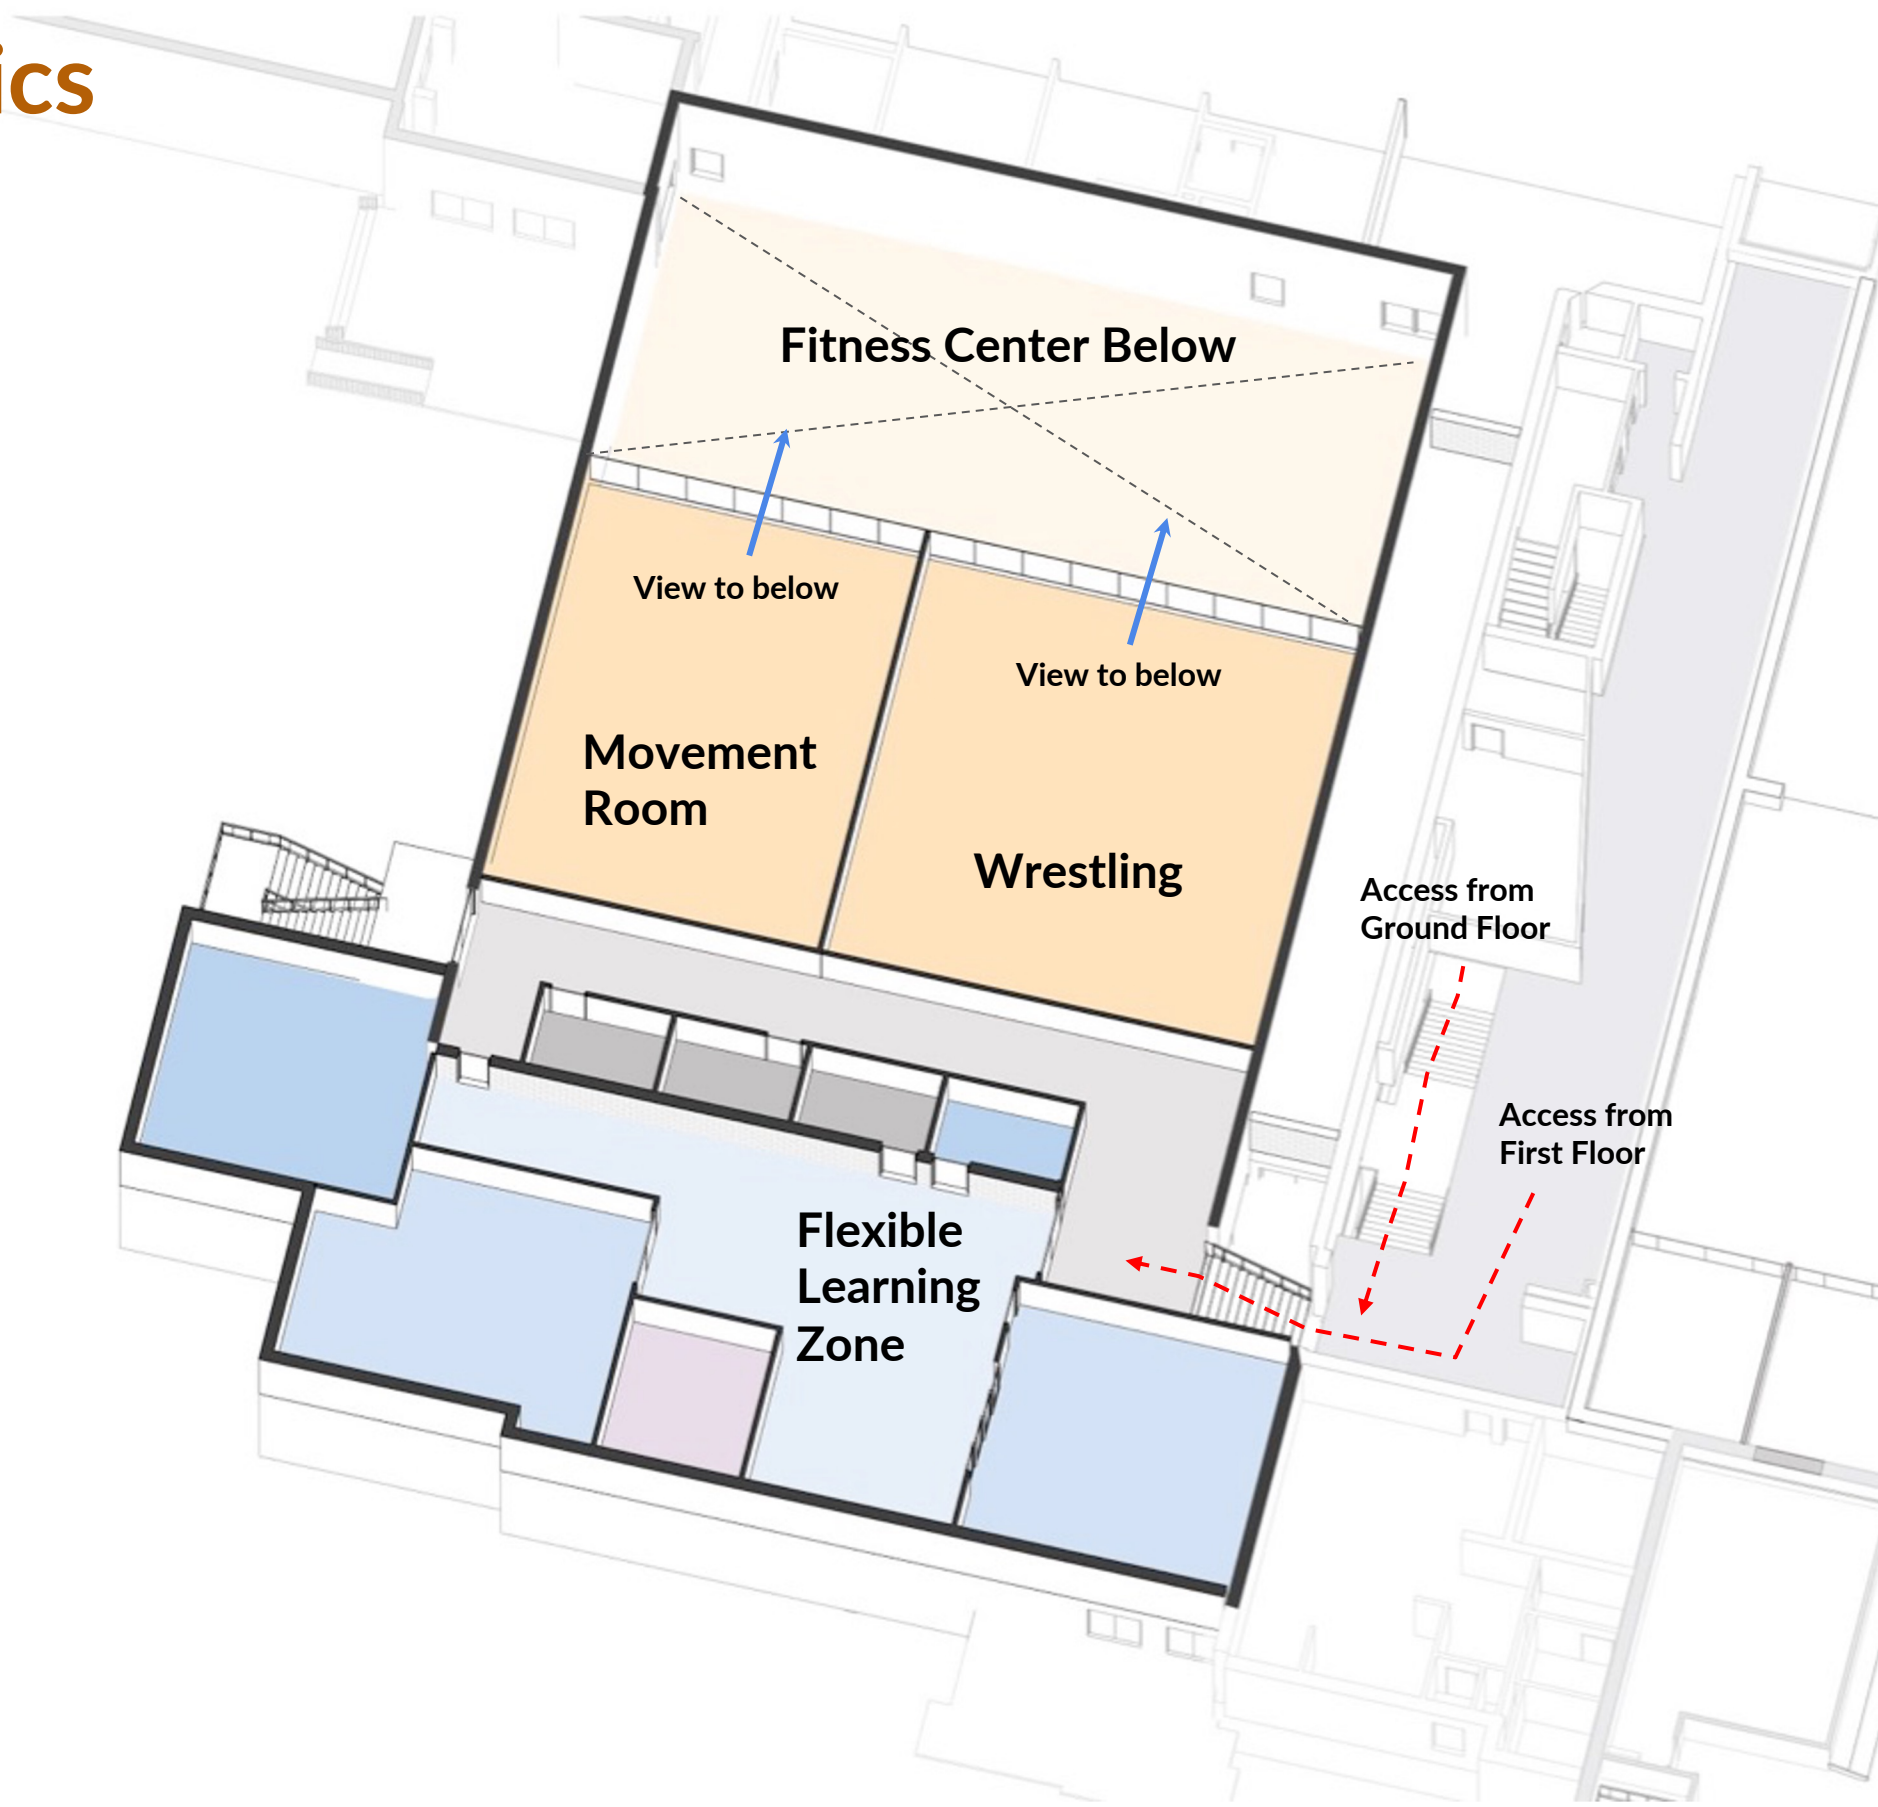 ics
Fitness Center Below
View to below
View to below
Movement
Room
Wrestling
Access from
Ground Floor
Access from
First Floor
Flexible
Learning
Zone